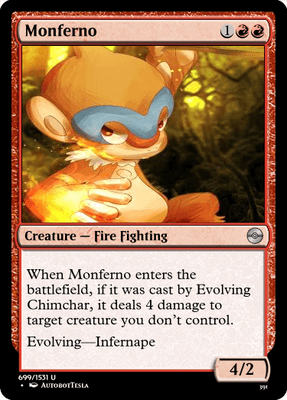 Monferno 1
Creature — Fire Fighting
When Monferno enters the
battlefield, if it was cast by Evolving
Chimchar, it deals 4 damage to
target creature you don't control.
Evolving—Infernape
4/2
699/1531 U
• AutobotTesla